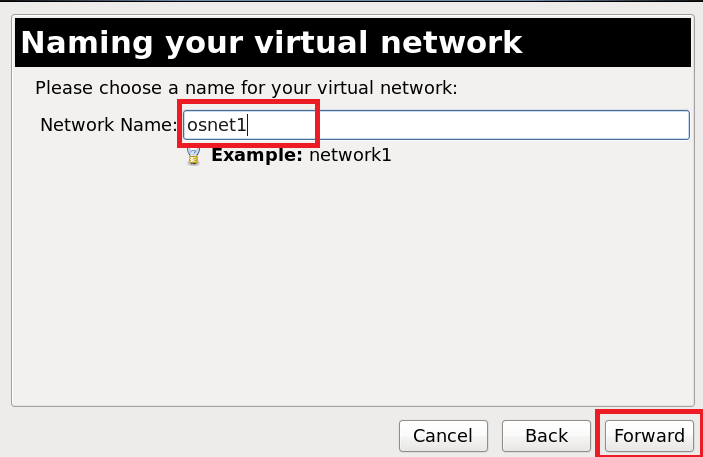 Naming your virtual network
Please choose a name for your virtual network:
Network Name: osnet1
Example: network1
Cancel Back Forward